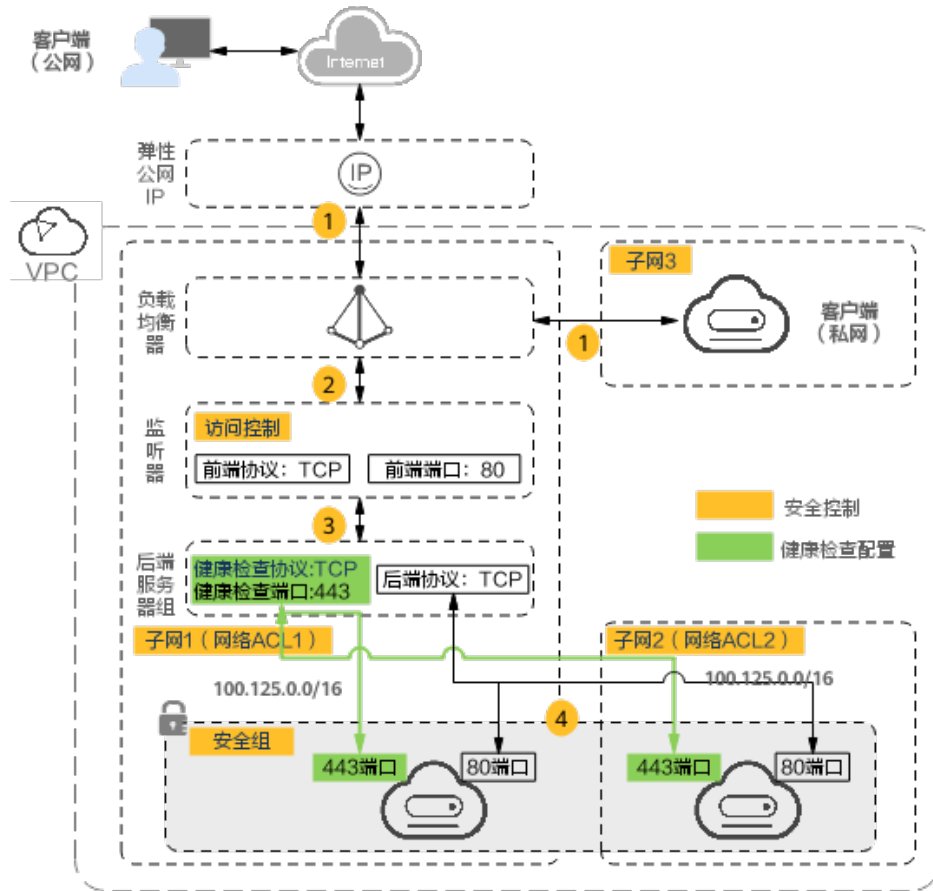 客户端
（公网）
Internet
弹性
公网
IP
IP
1
VPC
子网3
负载
均衡
器
客户端
（私网）
1
2
监
听
器
访问控制
前端协议：TCP
前端端口：80
3
安全控制
健康检查配置
后端
服务
器组
健康检查协议:TCP
健康检查端口:443
后端协议：TCP
子网1（网络ACL1）
子网2（网络ACL2）
100.125.0.0/16
100.125.0.0/16
4
安全组
443端口
80端口
443端口
80端口